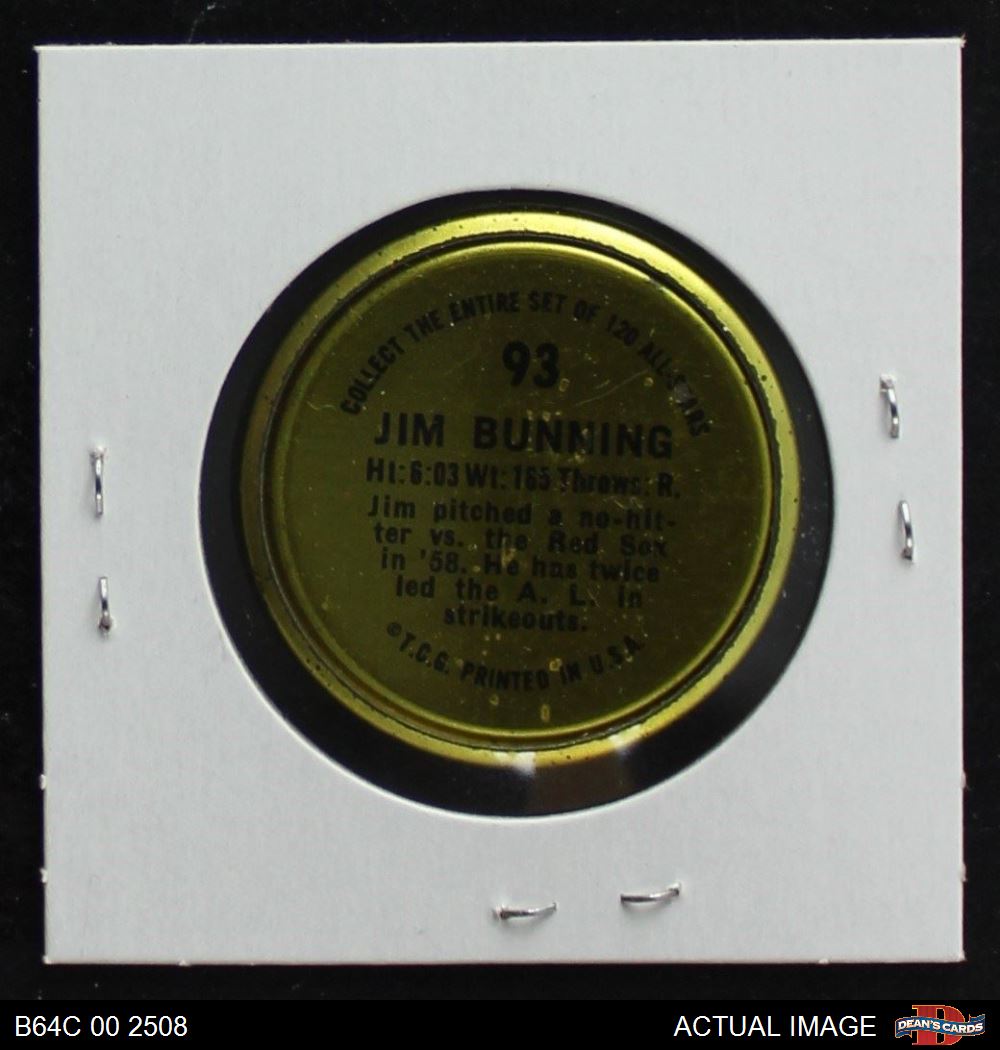 COLLECT THE ENTIRE SET OF 120 ALL-STARS
93
JIM BUNNING
Ht: 6:03 Wt: 165 Throws: R.
Jim pitched a no-hit-
ter vs. the Red Sox
in '58. He has twice
led the A. L. in
strikeouts.
©T.C.G. PRINTED IN U.S.A.
B64C 00 2508
ACTUAL IMAGE
D
DEAN'S CARDS